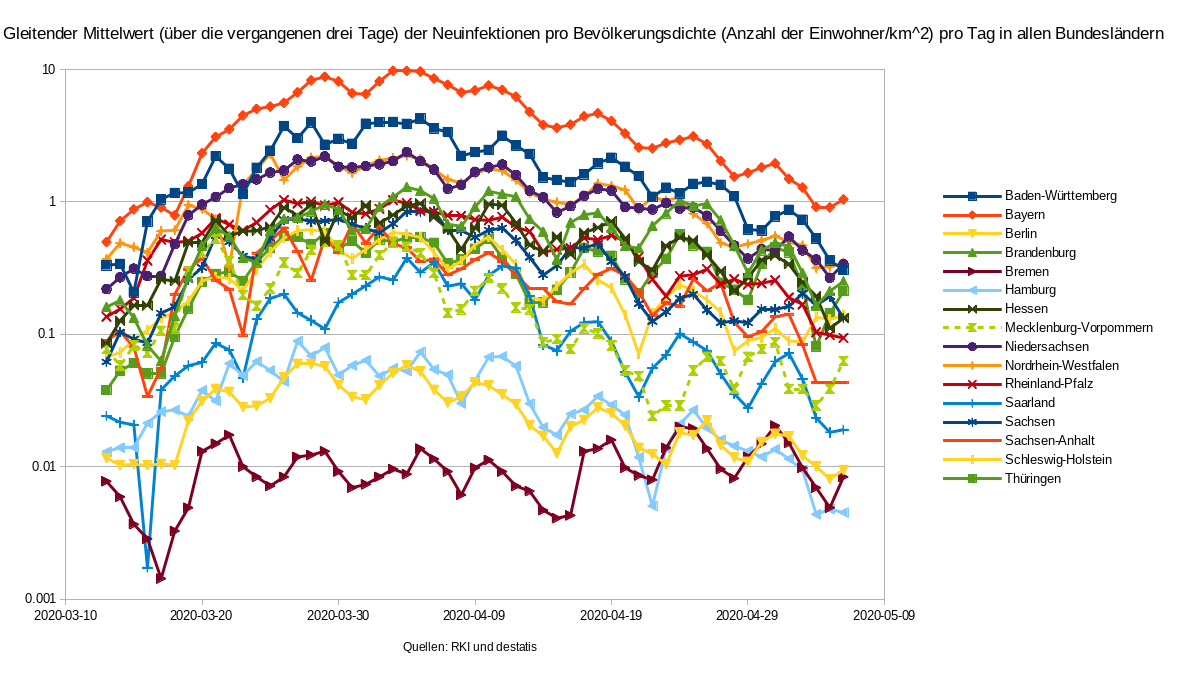 Gleitender Mittelwert (über die vergangenen drei Tage) der Neuinfektionen pro Bevölkerungsdichte (Anzahl der Einwohner/km^2) pro Tag in allen Bundesländern
10
1
0.1
0.01
0.001
2020-03-10
2020-03-20
2020-03-30
2020-04-09
2020-04-19
2020-04-29
2020-05-09
Quellen: RKI und destatis
Baden-Württemberg
Bayern
Berlin
Brandenburg
Bremen
Hamburg
Hessen
Mecklenburg-Vorpommern
Niedersachsen
Nordrhein-Westfalen
Rheinland-Pfalz
Saarland
Sachsen
Sachsen-Anhalt
Schleswig-Holstein
Thüringen